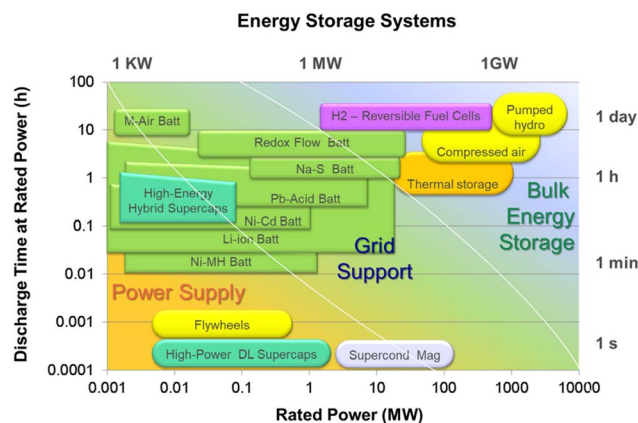 Energy Storage Systems
1 KW
1 MW
1GW
Discharge Time at Rated Power (h)
100
10
1
0.1
0.01
0.001
0.0001
1 day
1 h
1 min
1 s
M-Air Batt
H2 – Reversible Fuel Cells
Pumped
hydro
Redox Flow Batt
Compressed air
Na-S Batt
Thermal storage
High-Energy
Hybrid Supercaps
Pb-Acid Batt
Bulk
Energy
Storage
Ni-Cd Batt
Li-ion Batt
Grid
Support
Ni-MH Batt
Power Supply
Flywheels
High-Power DL Supercaps
Supercond Mag
0.001
0.01
0.1
1
10
100
1000
10000
Rated Power (MW)